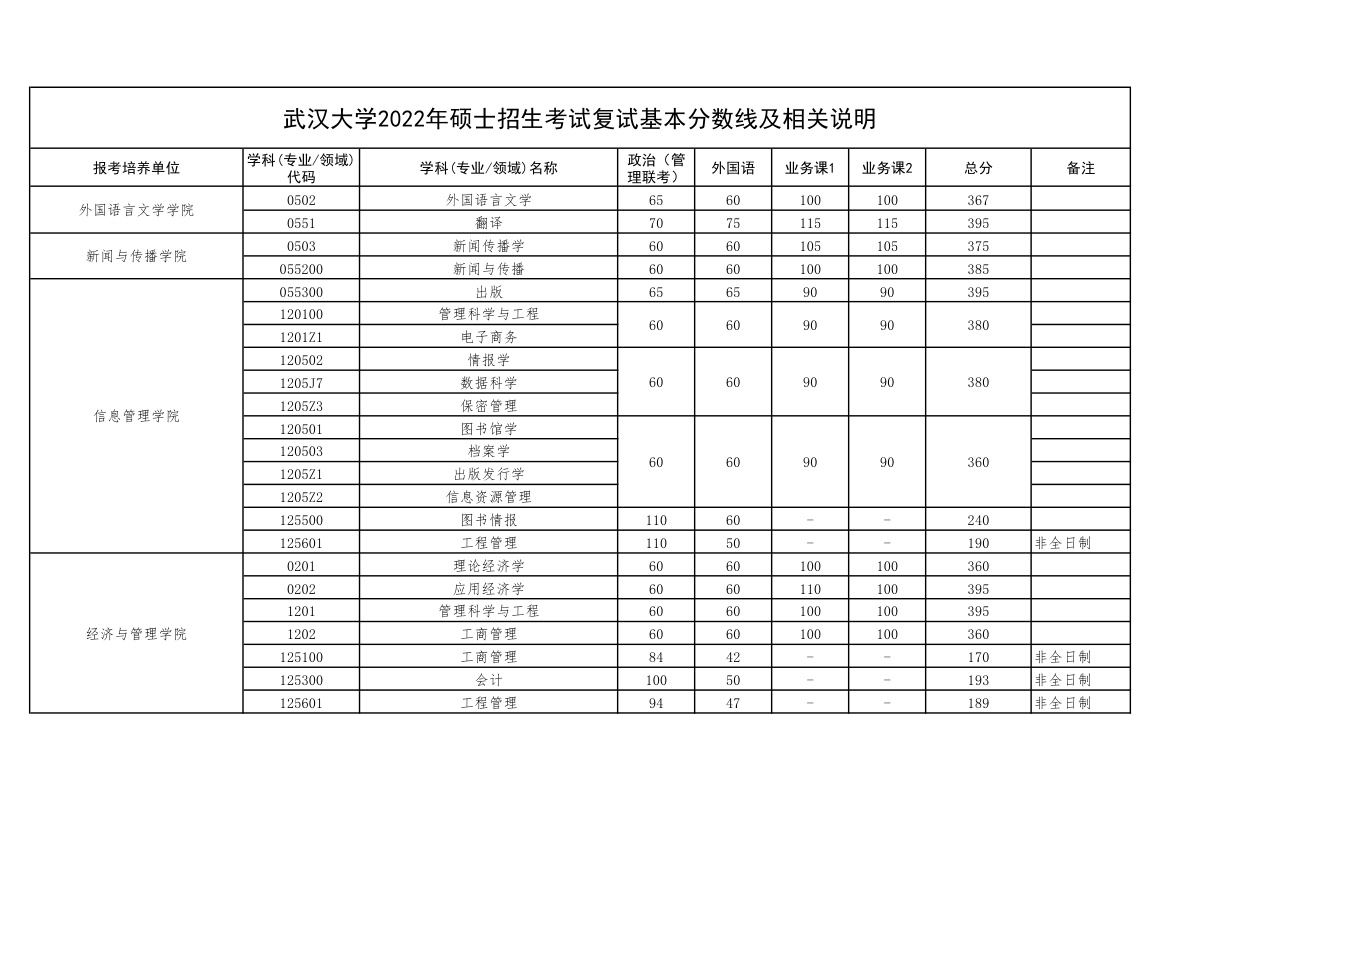 武汉大学2022年硕士招生考试复试基本分数线及相关说明
报考培养单位 学科(专业/领域)代码 学科(专业/领域)名称 政治（管理联考） 外国语 业务课1 业务课2 总分 备注
外国语言文学学院 0502 外国语言文学 65 60 100 100 367
0551 翻译 70 75 115 115 395
新闻与传播学院 0503 新闻传播学 60 60 105 105 375
055200 新闻与传播 60 60 100 100 385
信息管理学院 055300 出版 65 65 90 90 395
120100 管理科学与工程 60 60 90 90 380
1201Z1 电子商务
120502 情报学 60 60 90 90 380
1205J7 数据科学
1205Z3 保密管理
120501 图书馆学 60 60 90 90 360
120503 档案学
1205Z1 出版发行学
1205Z2 信息资源管理
125500 图书情报 110 60 - - 240
125601 工程管理 110 50 - - 190 非全日制
经济与管理学院 0201 理论经济学 60 60 100 100 360
0202 应用经济学 60 60 110 100 395
1201 管理科学与工程 60 60 100 100 395
1202 工商管理 60 60 100 100 360
125100 工商管理 84 42 - - 170 非全日制
125300 会计 100 50 - - 193 非全日制
125601 工程管理 94 47 - - 189 非全日制